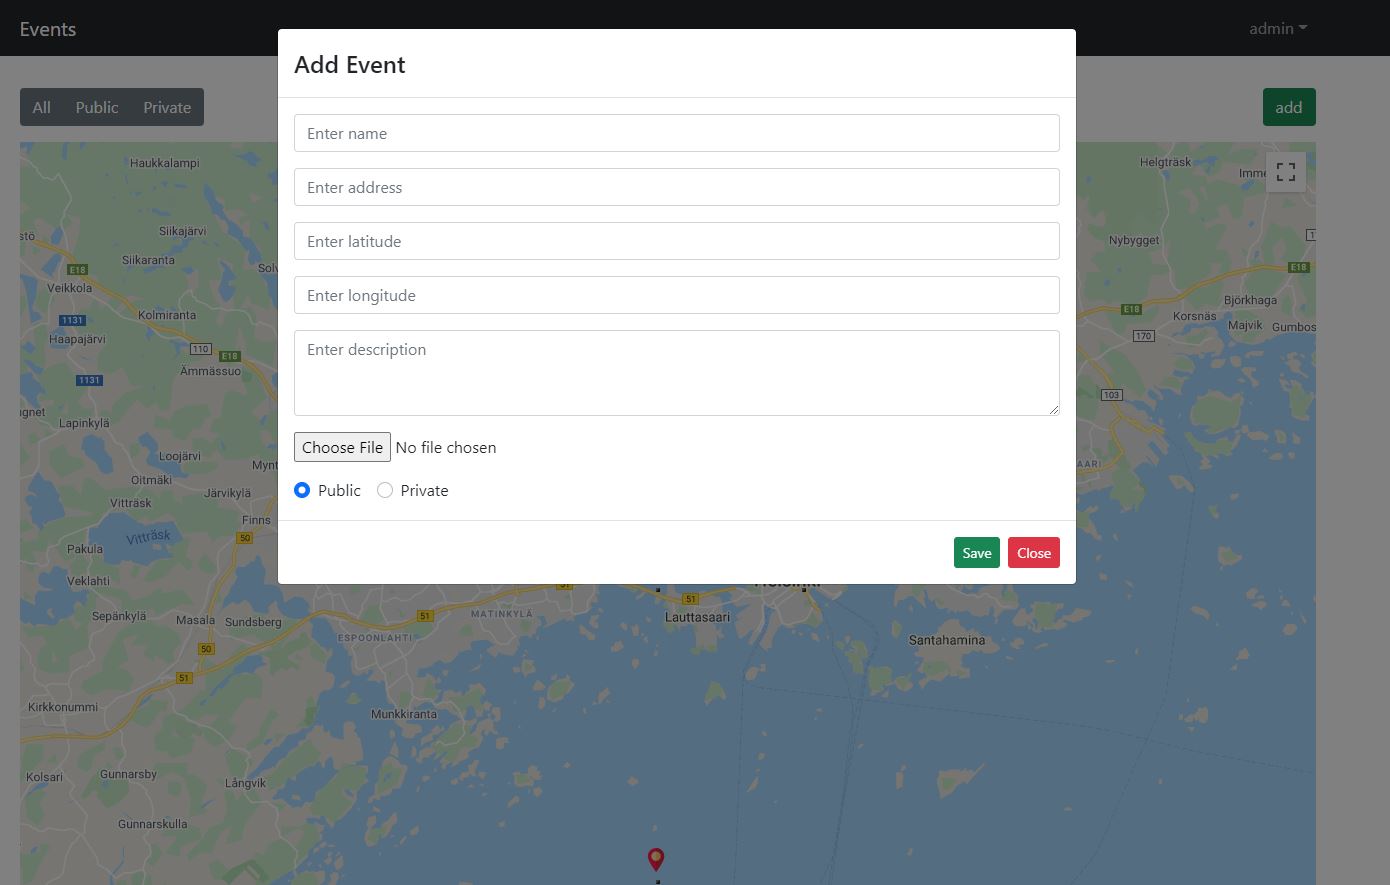 Events
admin
Add Event
All
Public
Private
add
Enter name
Enter address
Enter latitude
Enter longitude
Enter description
Choose File No file chosen
Public
Private
Save
Close
Haukkalampi
Siikajärvi
Siikaranta
E18
Veikkola
Kolmiranta
1131
Haapajärvi
110
E18
Ämmässuo
1131
Lapinkylä
Loojärvi
Oitmäki
Järvikylä
Vitträsk
Finns
Vitträsk
50
Pakula
Veklahti
Sepänkylä
Masala
Sundsberg
51
MATINKYLÄ
ESPOONLAHTI
51
Lauttasaari
Santahamina
50
51
Kirkkonummi
Munkkiranta
Kolsari
Gunnarsby
Långvik
Gunnarskulla
Helgträsk
Nybygget
E18
Björkhaga
E18
Korsnäs
Majvik
170
103